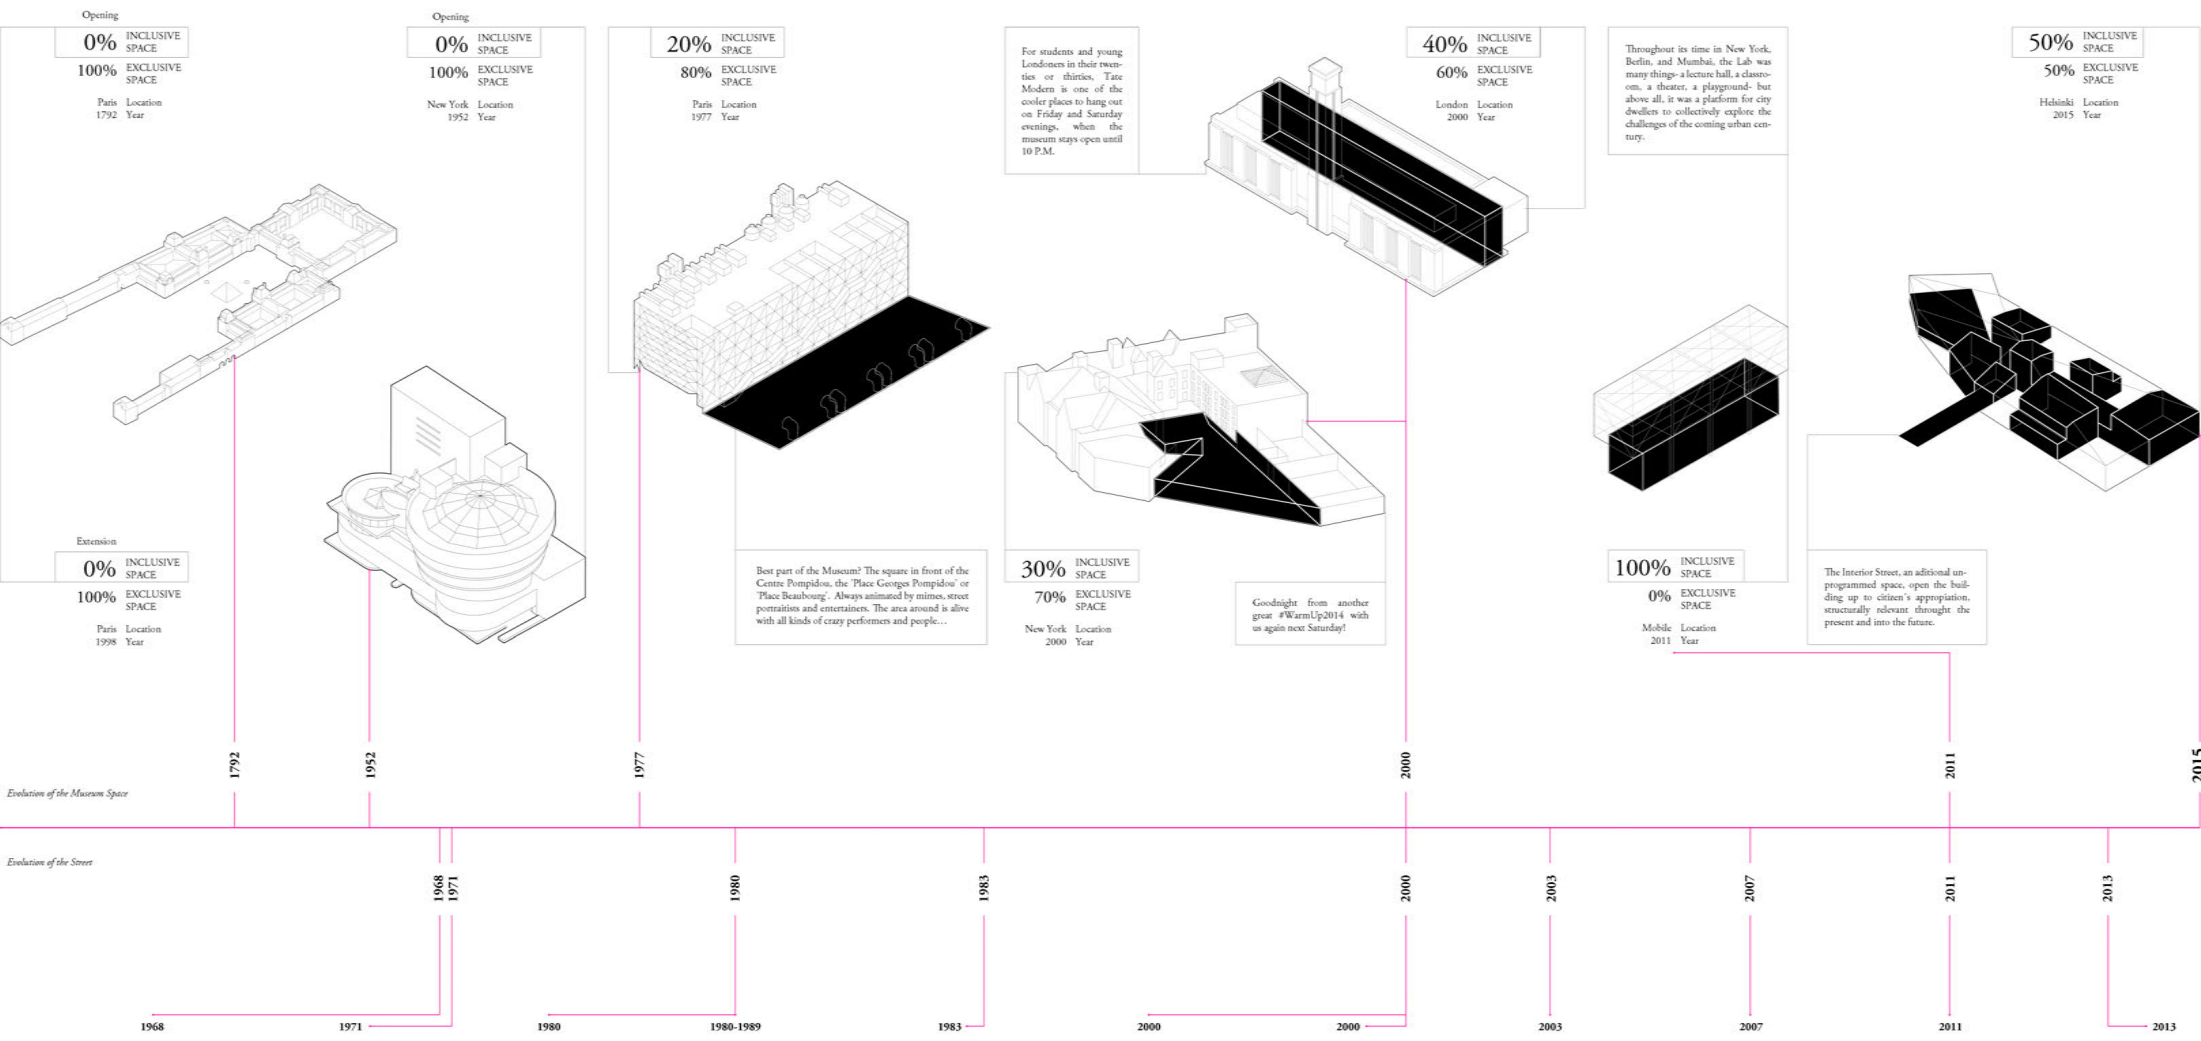 Opening
0% INCLUSIVE
SPACE
100% EXCLUSIVE
SPACE
Paris Location
1792 Year
Opening
0% INCLUSIVE
SPACE
100% EXCLUSIVE
SPACE
New York Location
1952 Year
20% INCLUSIVE
SPACE
80% EXCLUSIVE
SPACE
Paris Location
1977 Year
For students and young
Londoners in their twen-
ties or thirties, Tate
Modern is one of the
cooler places to hang out
on Friday and Saturday
evenings, when the
museum stays open until
10 P.M.
40% INCLUSIVE
SPACE
60% EXCLUSIVE
SPACE
London Location
2000 Year
Throughout its time in New York,
Berlin, and Mumbai, the Lab was
many things- a lecture hall, a classro-
om, a theater, a playground- but
above all, it was a platform for city
dwellers to collectively explore the
challenges of the coming urban cen-
tury.
50% INCLUSIVE
SPACE
50% EXCLUSIVE
SPACE
Helsinki Location
2015 Year
Extension
0% INCLUSIVE
SPACE
100% EXCLUSIVE
SPACE
Paris Location
1998 Year
Best part of the Museum? The square in front of the
Centre Pompidou, the 'Place Georges Pompidou' or
'Place Beaubourg'. Always animated by mimes, street
portraitists and entertainers. The area around is alive
with all kinds of crazy performers and people…
30% INCLUSIVE
SPACE
70% EXCLUSIVE
SPACE
New York Location
2000 Year
Goodnight from another
great #WarmUp2014 with
us again next Saturday!
100% INCLUSIVE
SPACE
0% EXCLUSIVE
SPACE
Mobile Location
2011 Year
The Interior Street, an aditional un-
programmed space, open the buil-
ding up to citizen´s appropiation,
structurally relevant throught the
present and into the future.
1792
1952
1977
2000
2011
2015
Evolution of the Museum Space
Evolution of the Street
1968
1971
1980
1983
2000
2003
2007
2011
2013
1968
1971
1980
1980-1989
1983
2000
2000
2003
2007
2011
2013